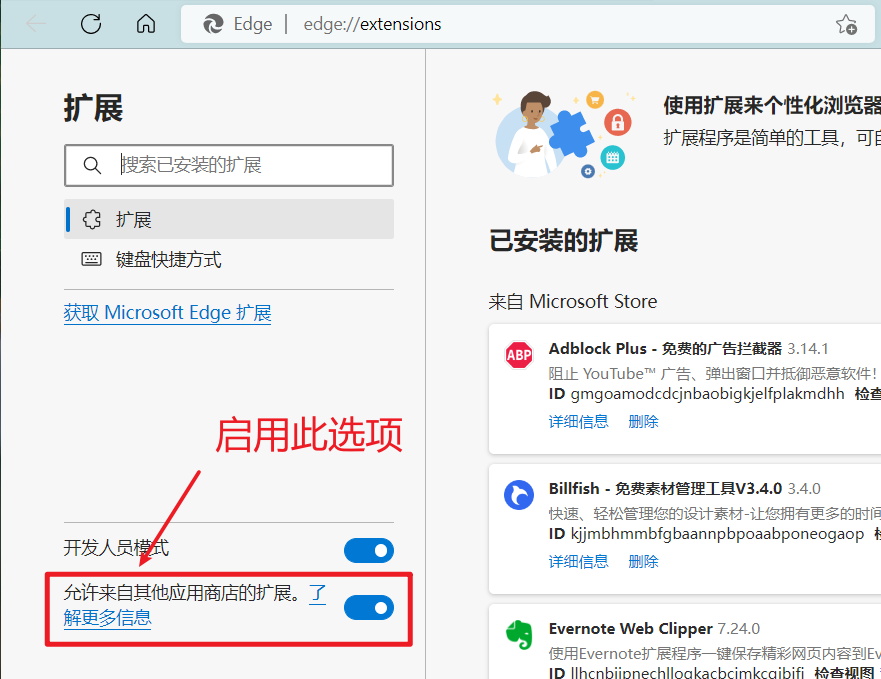 Edge edge://extensions
扩展
搜索已安装的扩展
扩展
键盘快捷方式
获取 Microsoft Edge 扩展
启用此选项
开发人员模式
允许来自其他应用商店的扩展。了
解更多信息
使用扩展来个性化浏览器
扩展程序是简单的工具，可自
已安装的扩展
来自 Microsoft Store
ABP
Adblock Plus - 免费的广告拦截器 3.14.1
阻止 YouTube™ 广告、弹出窗口并抵御恶意软件！
ID gmgoamodcdcjnbaobigkjelfplakmdhh 检查
详细信息 删除
Billfish - 免费素材管理工具V3.4.0 3.4.0
快速、轻松管理您的设计素材-让您拥有更多的时间
ID kjjmbhmmbfgbaannpbpoaabponeogaop
详细信息 删除
Evernote Web Clipper 7.24.0
使用Evernote扩展程序一键保存精彩网页内容到Ev
ID llhcnbijpnechllogkacbcjmkcgjbjfi 检查视图